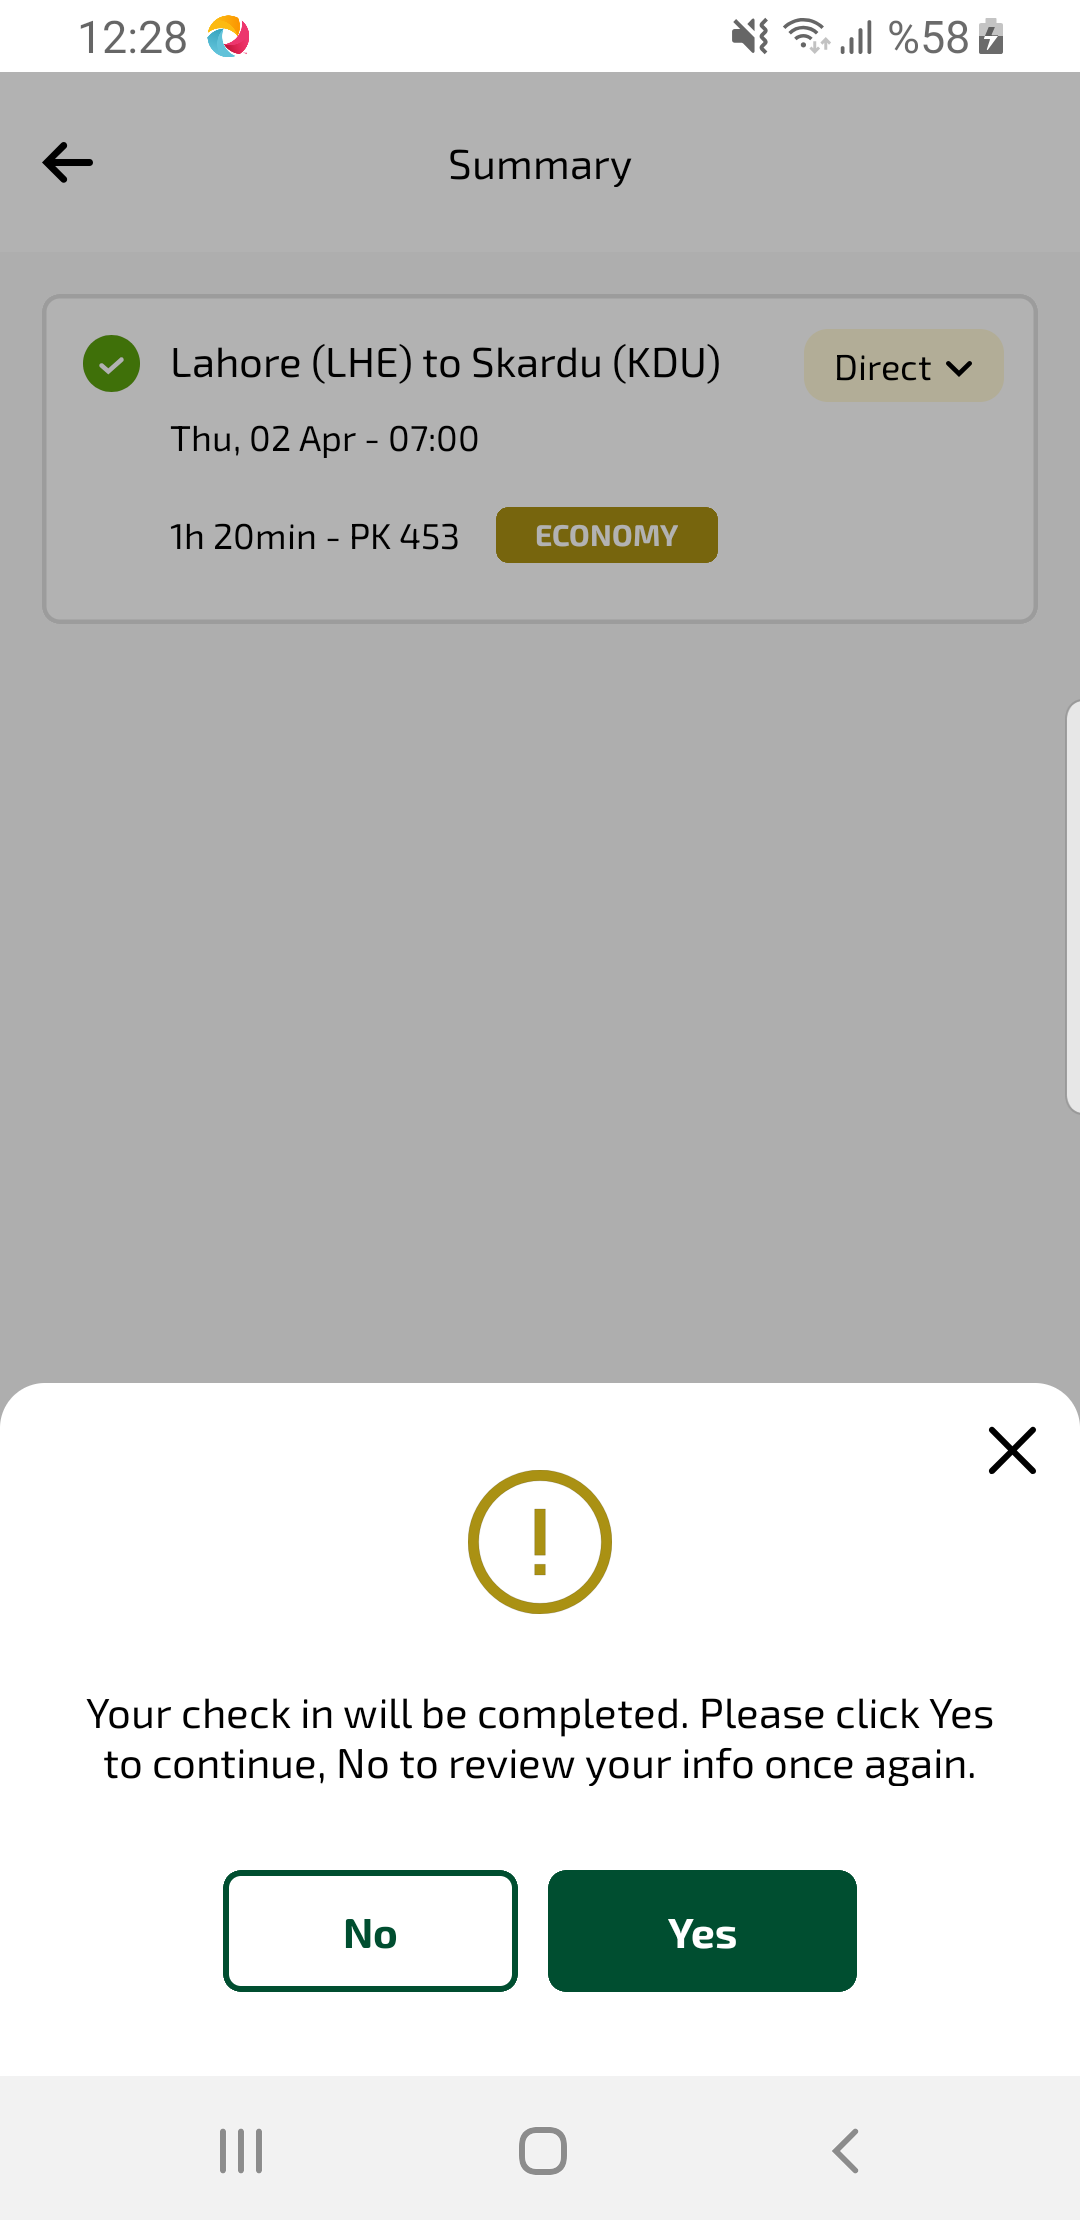 12:28
%58
Summary
Lahore (LHE) to Skardu (KDU)
Direct
Thu, 02 Apr - 07:00
1h 20min - PK 453
ECONOMY
Your check in will be completed. Please click Yes
to continue, No to review your info once again.
No
Yes